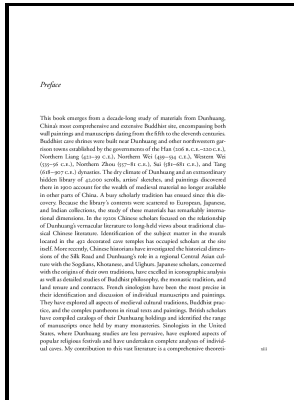 Preface
This book emerges from a decade-long study of materials from Dunhuang,
China's most comprehensive and extensive Buddhist site, encompassing both
wall paintings and manuscripts dating from the fifth to the eleventh centuries.
Buddhist cave shrines were built near Dunhuang and other northwestern gar-
rison towns established by the governments of the Han (206 B.C.E.–220 C.E.),
Northern Liang (421–39 C.E.), Northern Wei (439–534 C.E.), Western Wei
(535–56 C.E.), Northern Zhou (557–81 C.E.), Sui (581–681 C.E.), and Tang
(618–907 C.E.) dynasties. The dry climate of Dunhuang and an extraordinary
hidden library of 42,000 scrolls, artists' sketches, and paintings discovered
there in 1900 account for the wealth of medieval material no longer available
in other parts of China. A busy scholarly tradition has ensued since this dis-
covery. Because the library's contents were scattered to European, Japanese,
and Indian collections, the study of these materials has remarkably interna-
tional dimensions. In the 1920s Chinese scholars focused on the relationship
of Dunhuang's vernacular literature to long-held views about traditional clas-
sical Chinese literature. Identification of the subject matter in the murals
located in the 492 decorated cave temples has occupied scholars at the site
itself. More recently, Chinese historians have investigated the historical dimen-
sions of the Silk Road and Dunhuang's role in a regional Central Asian cul-
ture with the Sogdians, Khotanese, and Uighurs. Japanese scholars, concerned
with the origins of their own traditions, have excelled in iconographic analysis
as well as detailed studies of Buddhist philosophy, the monastic tradition, and
land tenure and contracts. French sinologists have been the most precise in
their identification and discussion of individual manuscripts and paintings.
They have explored all aspects of medieval cultural traditions, Buddhist prac-
tice, and the complex pantheons in ritual texts and paintings. British scholars
have compiled catalogs of their Dunhuang holdings and identified the range
of manuscripts once held by many monasteries. Sinologists in the United
States, where Dunhuang studies are less pervasive, have explored aspects of
popular religious festivals and have undertaken complete analyses of individ-
ual caves. My contribution to this vast literature is a comprehensive theoreti-
xiii